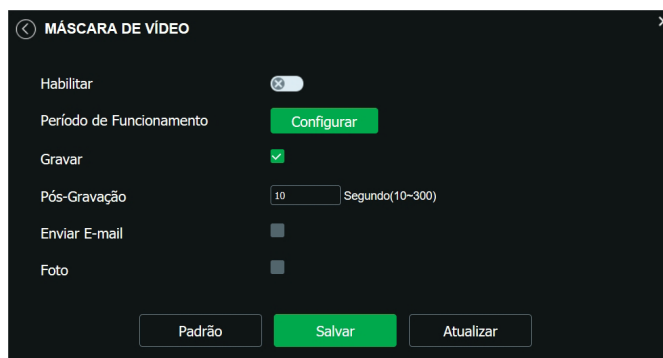 MÁSCARA DE VÍDEO
Habilitar
Período de Funcionamento Configurar
Gravar
Pós-Gravação 10 Segundo(10~300)
Enviar E-mail
Foto
Padrão Salvar Atualizar